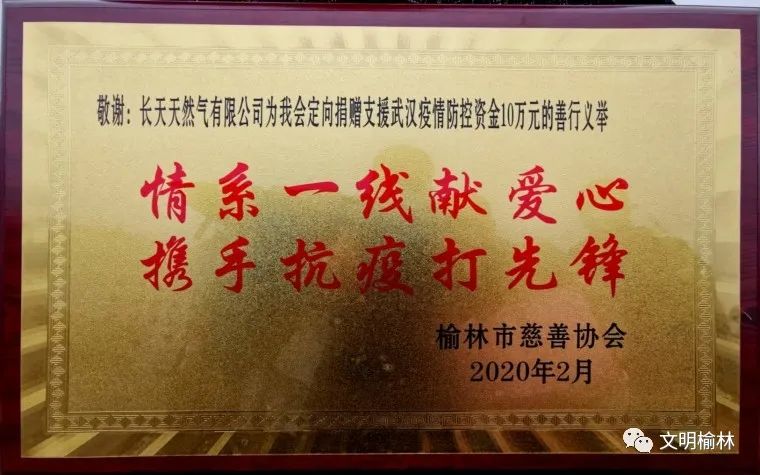 敬谢：长天天然气有限公司为我会定向捐赠支援武汉疫情防控资金10万元的善行义举
情系一线献爱心
携手抗疫打先锋
榆林市慈善协会
2020年2月
文明榆林